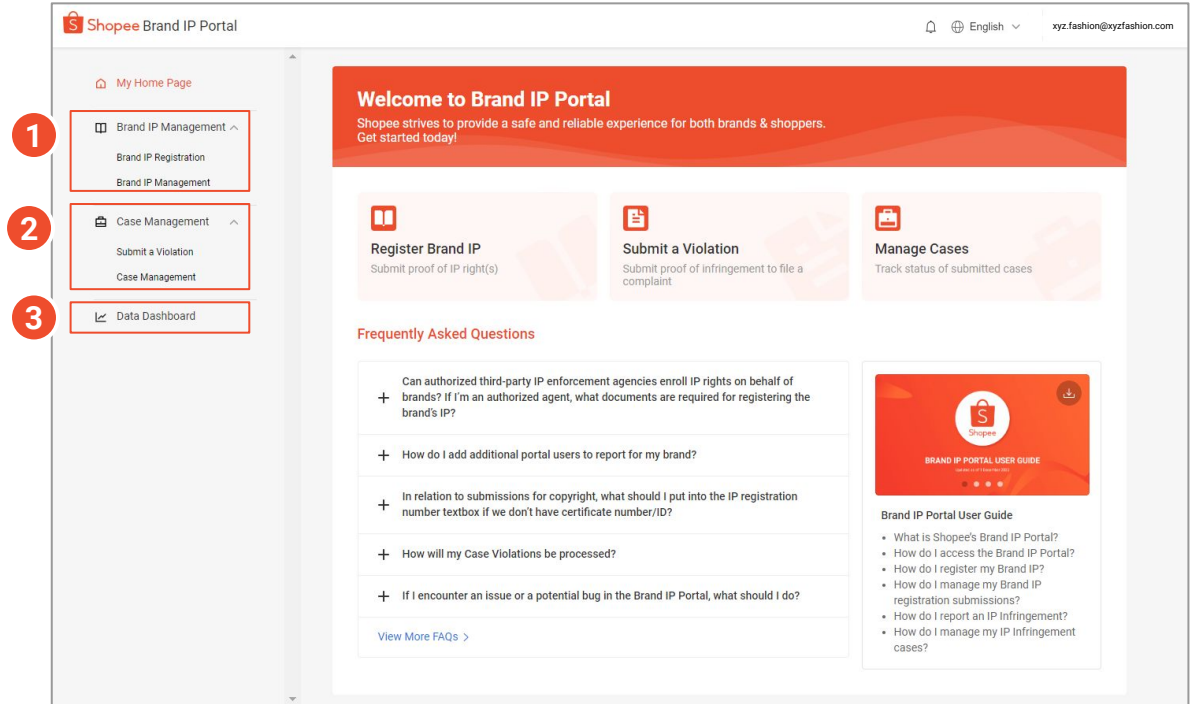 Shopee Brand IP Portal
English
xyz.fashion@xyzfashion.com
My Home Page
1
Brand IP Management
Brand IP Registration
Brand IP Management
2
Case Management
Submit a Violation
Case Management
3
Data Dashboard
Welcome to Brand IP Portal
Shopee strives to provide a safe and reliable experience for both brands & shoppers.
Get started today!
Register Brand IP
Submit proof of IP right(s)
Submit a Violation
Submit proof of infringement to file a
complaint
Manage Cases
Track status of submitted cases
Frequently Asked Questions
Can authorized third-party IP enforcement agencies enroll IP rights on behalf of
brands? If I'm an authorized agent, what documents are required for registering the
brand's IP?
How do I add additional portal users to report for my brand?
In relation to submissions for copyright, what should I put into the IP registration
number textbox if we don't have certificate number/ID?
How will my Case Violations be processed?
If I encounter an issue or a potential bug in the Brand IP Portal, what should I do?
View More FAQs >
Shopee
BRAND IP PORTAL USER GUIDE
Brand IP Portal User Guide
• What is Shopee's Brand IP Portal?
• How do I access the Brand IP Portal?
• How do I register my Brand IP?
• How do I manage my Brand IP
registration submissions?
• How do I report an IP Infringement?
• How do I manage my IP Infringement
cases?